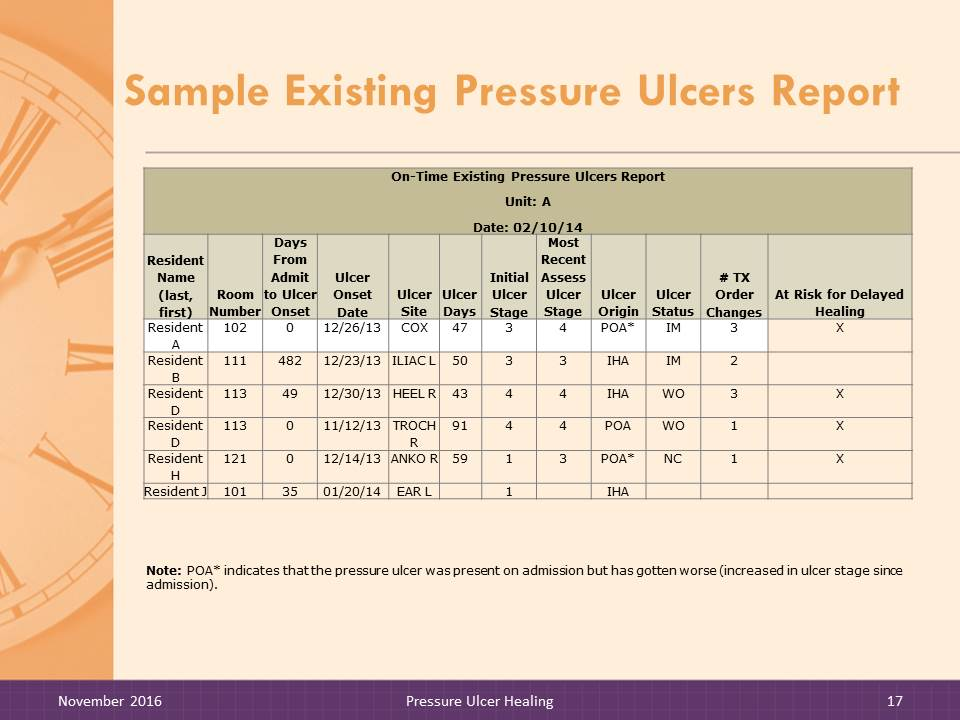 Sample Existing Pressure Ulcers Report
On-Time Existing Pressure Ulcers Report
Unit: A
Date: 02/10/14
Resident Name (last, first) Room Number Days From Admit to Ulcer Onset Ulcer Onset Date Ulcer Site Ulcer Days Initial Ulcer Stage Most Recent Assess Ulcer Stage Ulcer Origin Ulcer Status # TX Order Changes At Risk for Delayed Healing
Resident A 102 0 12/26/13 COX 47 3 4 POA* IM 3 X
Resident B 111 482 12/23/13 ILIAC L 50 3 3 IHA IM 2
Resident D 113 49 12/30/13 HEEL R 43 4 4 IHA WO 3 X
Resident D 113 0 11/12/13 TROCH R 91 4 4 POA WO 1 X
Resident H 121 0 12/14/13 ANKO R 59 1 3 POA* NC 1 X
Resident J 101 35 01/20/14 EAR L 1 IHA
Note: POA* indicates that the pressure ulcer was present on admission but has gotten worse (increased in ulcer stage since
admission).
November 2016 Pressure Ulcer Healing 17